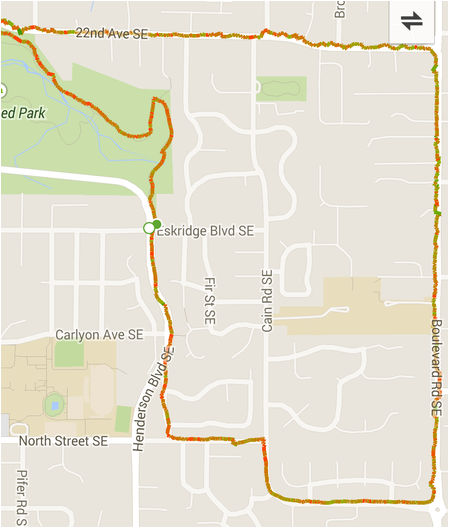 22nd Ave SE
Bro
ed Park
Eskridge Blvd SE
Fir St SE
Cain Rd SE
Carlyon Ave SE
Henderson Blvd SE
Boulevard Rd SE
North Street SE
Pifer Rd S